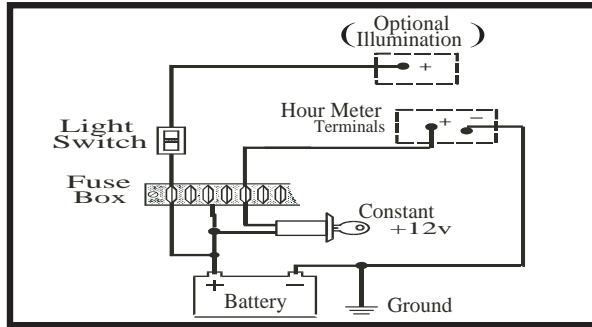 ( Optional
Illumination )
+
Hour Meter
Terminals
+ −
Light
Switch
Fuse
Box
Constant
+12v
+ −
Battery
Ground